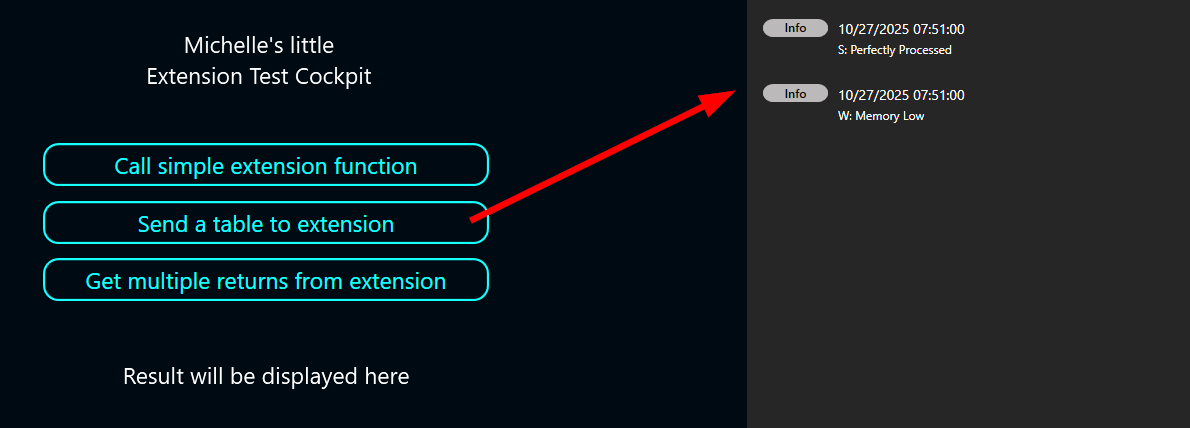 Michelle's little
Extension Test Cockpit
Call simple extension function
Send a table to extension
Get multiple returns from extension
Result will be displayed here
Info 10/27/2025 07:51:00
S: Perfectly Processed
Info 10/27/2025 07:51:00
W: Memory Low